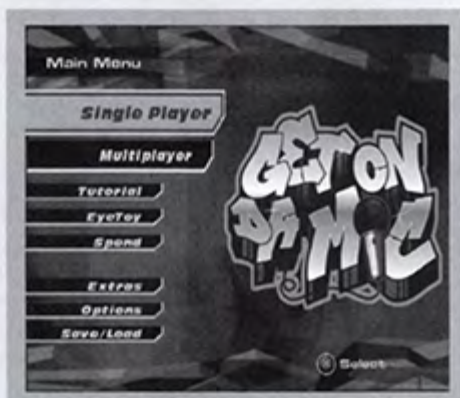 Main Menu
Single Player
Multiplayer
Tutorial
EyeToy
Spend
Extras
Options
Save/Load
GET ON
DA MIC
Select